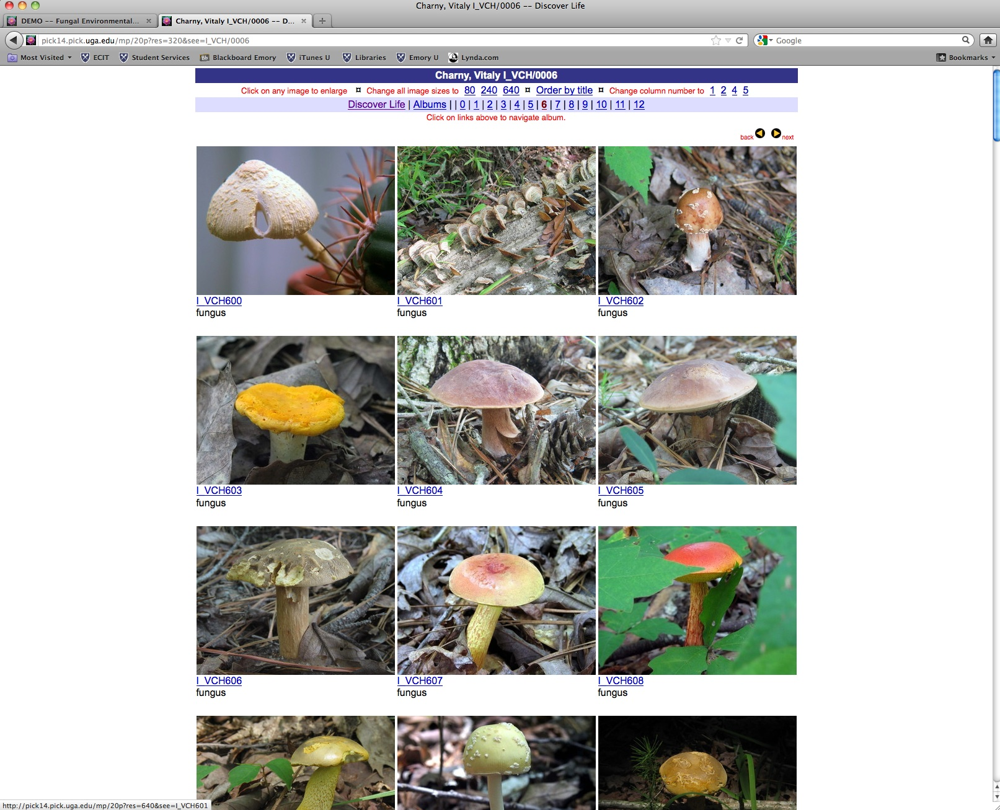 Charny, Vitaly I_VCH/0006 -- Discover Life
DEMO -- Fungal Environmental...
Charny, Vitaly I_VCH/0006 -- D...
pick14.pick.uga.edu/mp/20p?res=320&see=I_VCH/0006
Google
Most Visited ECIT Student Services Bb Blackboard Emory iTunes U Libraries Emory U Lynda.com Bookmarks
Charny, Vitaly I_VCH/0006
Click on any image to enlarge ¤ Change all image sizes to 80 240 640 ¤ Order by title ¤ Change column number to 1 2 4 5
Discover Life | Albums | | 0 | 1 | 2 | 3 | 4 | 5 | 6 | 7 | 8 | 9 | 10 | 11 | 12
Click on links above to navigate album.
back next
I_VCH600 I_VCH601 I_VCH602
fungus fungus fungus
I_VCH603 I_VCH604 I_VCH605
fungus fungus fungus
I_VCH606 I_VCH607 I_VCH608
fungus fungus fungus
http://pick14.pick.uga.edu/mp/20p?res=640&see=I_VCH601